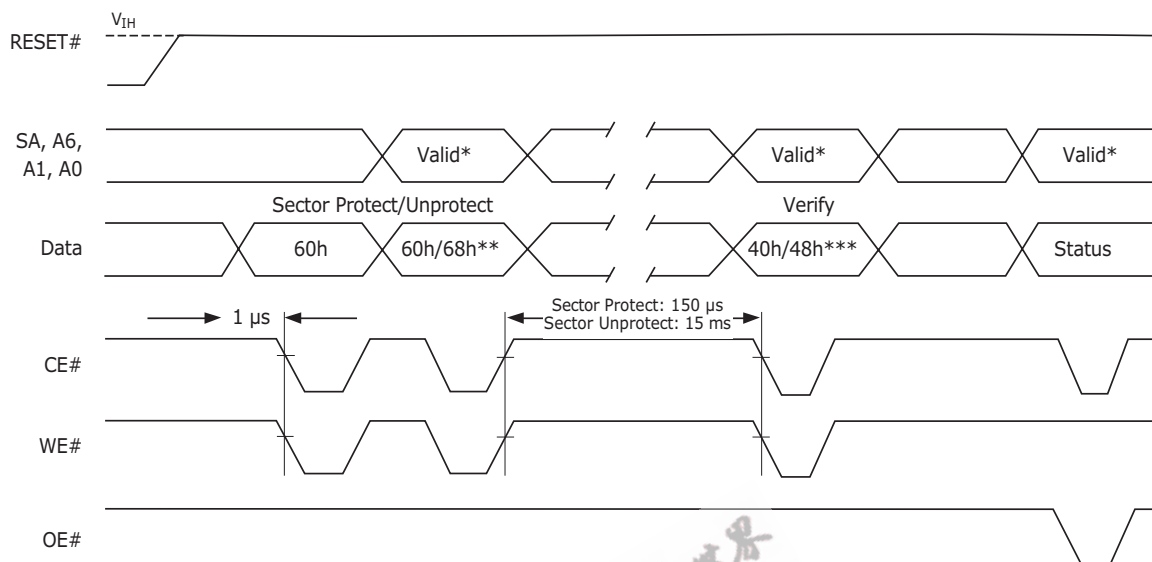 VIH
RESET#
SA, A6,
A1, A0
Valid*
Valid*
Valid*
Sector Protect/Unprotect
Verify
Data
60h
60h/68h**
40h/48h***
Status
1 µs
Sector Protect: 150 µs
Sector Unprotect: 15 ms
CE#
WE#
OE#